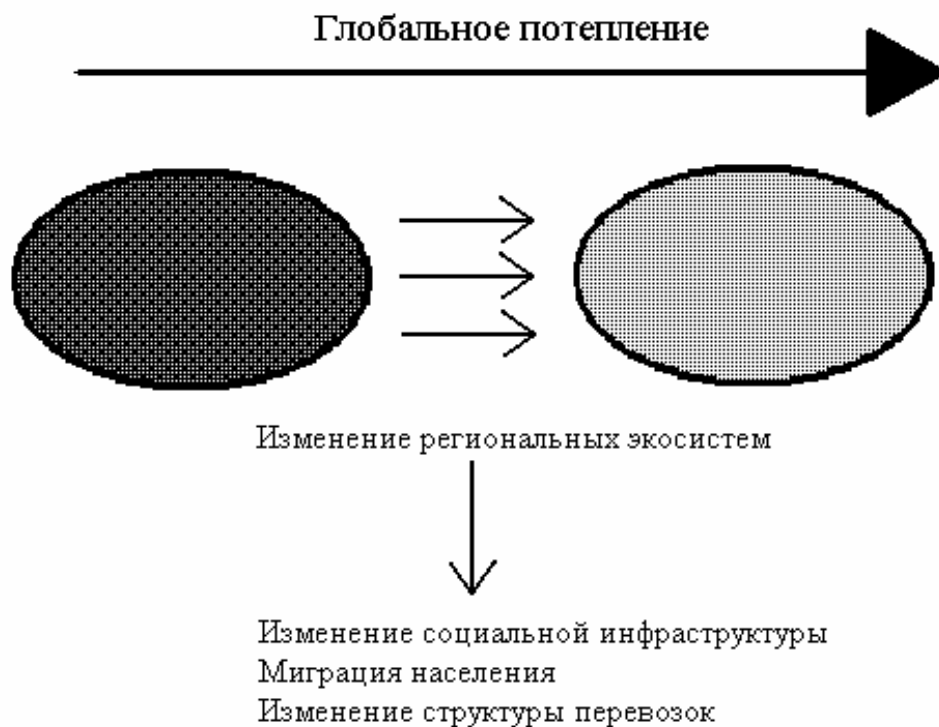 Глобальное потепление
Изменение региональных экосистем
Изменение социальной инфраструктуры
Миграция населения
Изменение структуры перевозок